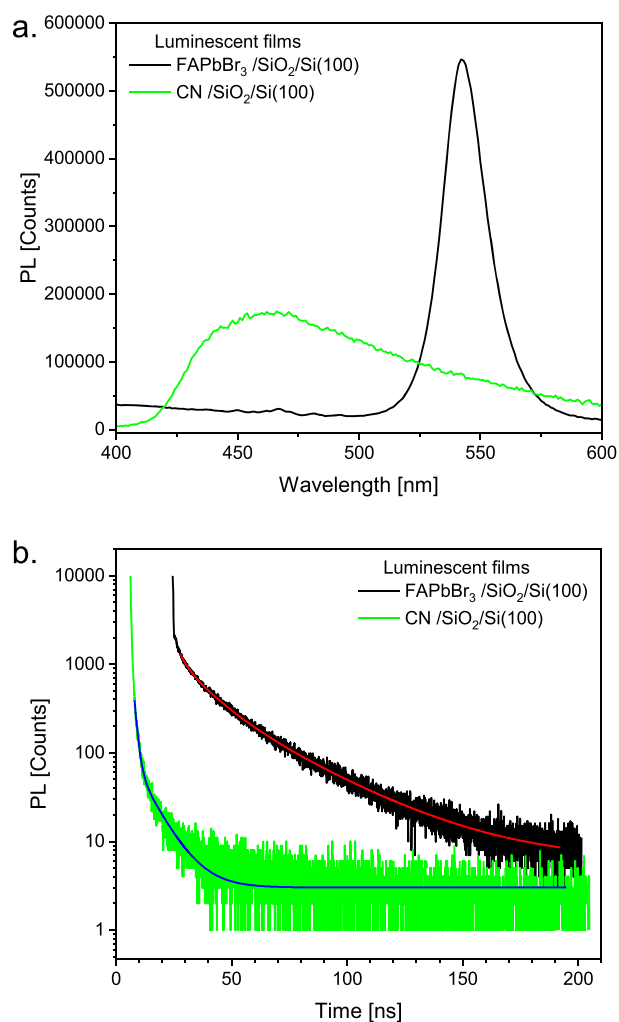 a.
600000
500000
400000
300000
200000
100000
0
PL [Counts]
Luminescent films
FAPbBr₃ /SiO₂/Si(100)
CN /SiO₂/Si(100)
400 450 500 550 600
Wavelength [nm]
b.
10000
1000
100
10
1
PL [Counts]
Luminescent films
FAPbBr₃ /SiO₂/Si(100)
CN /SiO₂/Si(100)
0 50 100 150 200
Time [ns]